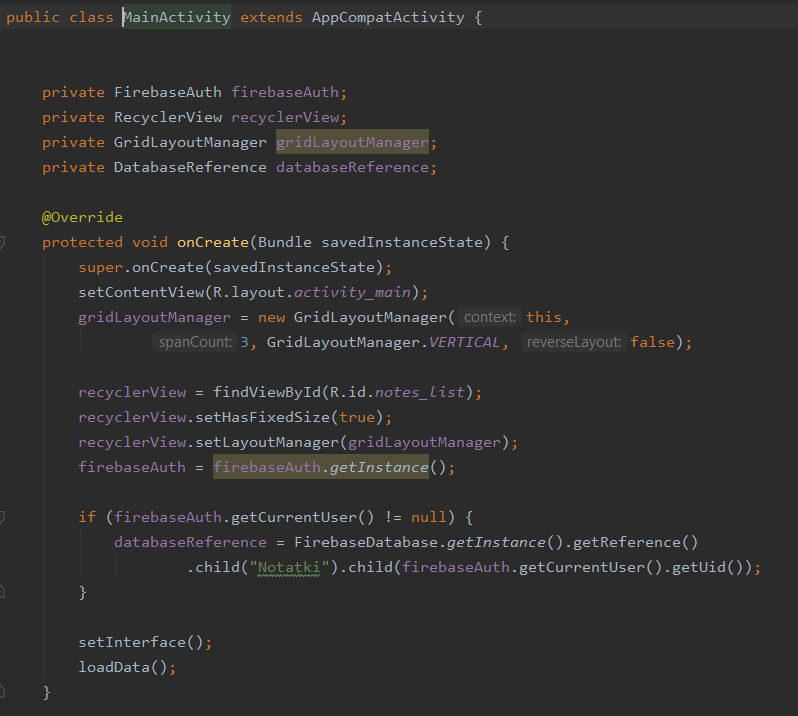 public class MainActivity extends AppCompatActivity {
private FirebaseAuth firebaseAuth;
private RecyclerView recyclerView;
private GridLayoutManager gridLayoutManager;
private DatabaseReference databaseReference;
@Override
protected void onCreate(Bundle savedInstanceState) {
super.onCreate(savedInstanceState);
setContentView(R.layout.activity_main);
gridLayoutManager = new GridLayoutManager( context: this,
spanCount: 3, GridLayoutManager.VERTICAL, reverseLayout: false);
recyclerView = findViewById(R.id.notes_list);
recyclerView.setHasFixedSize(true);
recyclerView.setLayoutManager(gridLayoutManager);
firebaseAuth = firebaseAuth.getInstance();
if (firebaseAuth.getCurrentUser() != null) {
databaseReference = FirebaseDatabase.getInstance().getReference()
.child("Notatki").child(firebaseAuth.getCurrentUser().getUid());
}
setInterface();
loadData();
}